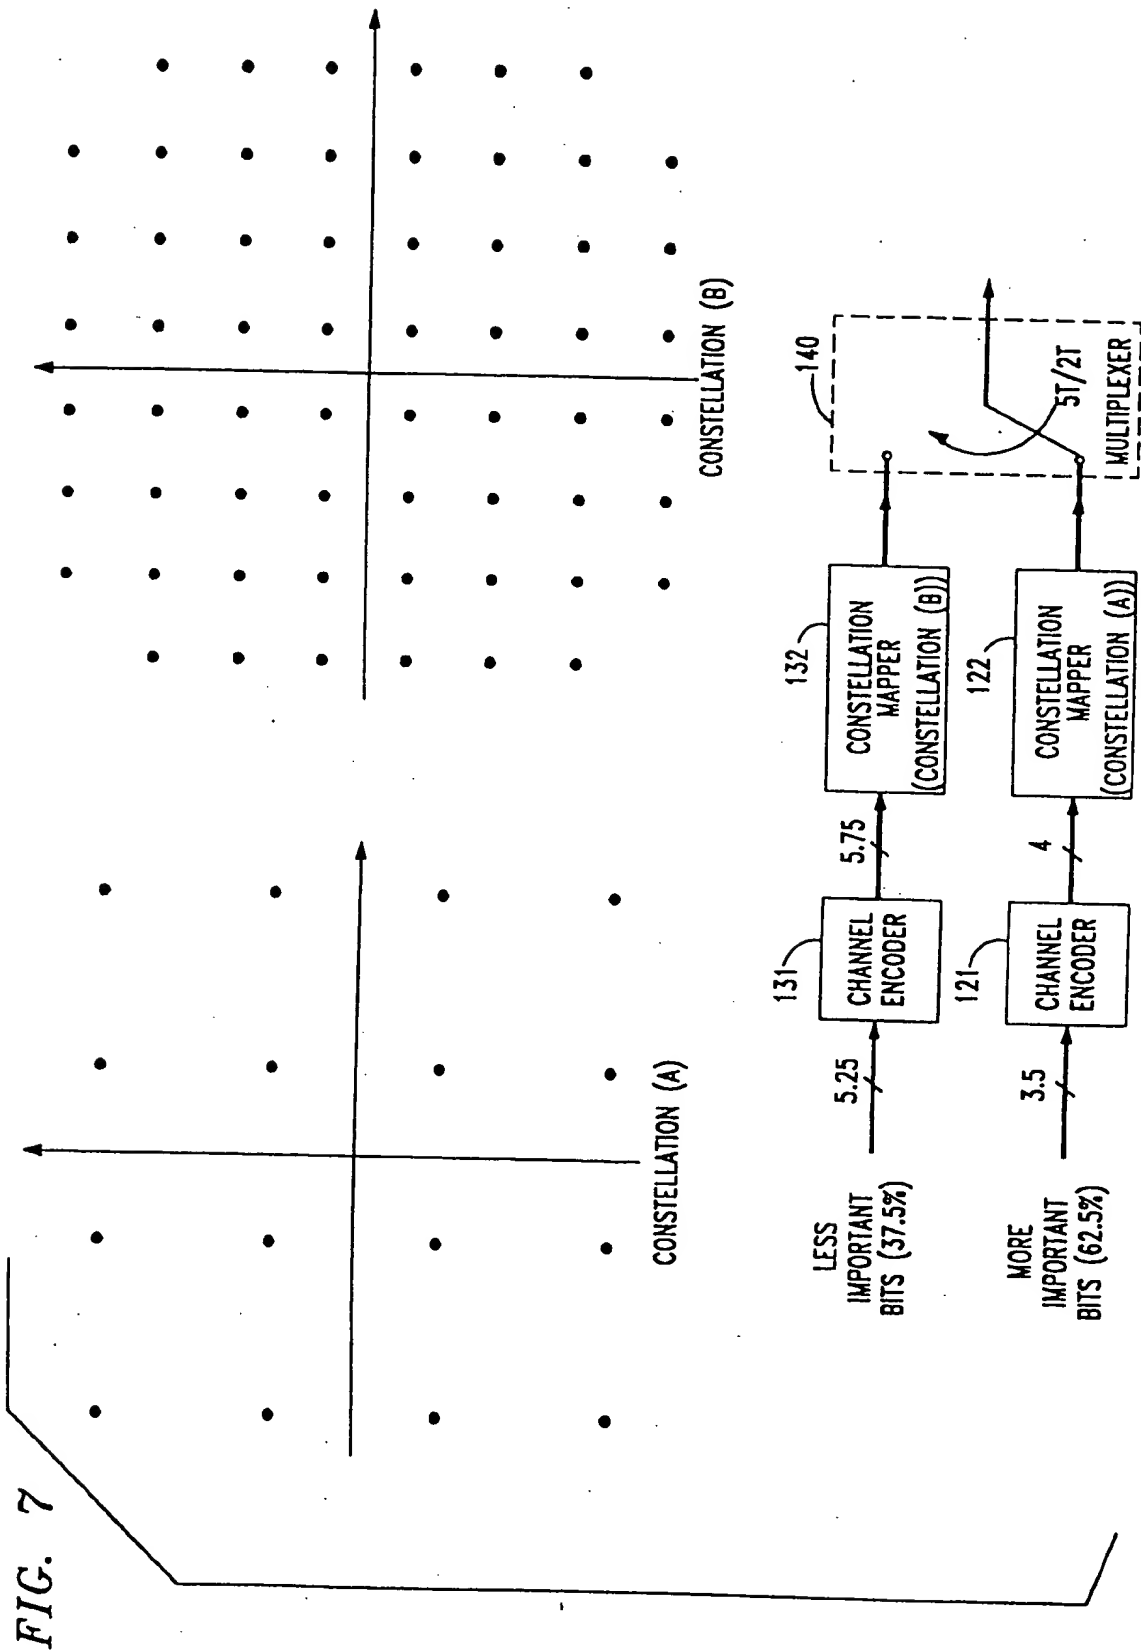 FIG. 7
CONSTELLATION (A)
CONSTELLATION (B)
LESS
IMPORTANT
BITS (37.5%)
5.25
131
CHANNEL
ENCODER
5.75
132
CONSTELLATION
MAPPER
(CONSTELLATION (B))
140
MORE
IMPORTANT
BITS (62.5%)
3.5
121
CHANNEL
ENCODER
4
122
CONSTELLATION
MAPPER
(CONSTELLATION (A))
5T/2T
MULTIPLEXER